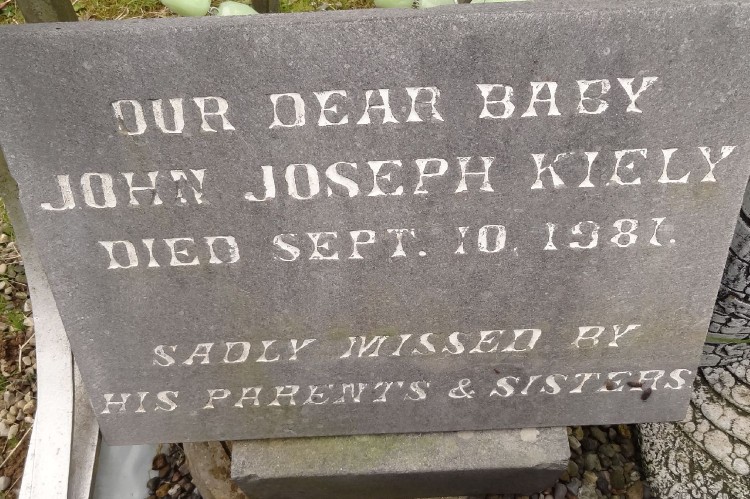 OUR DEAR BABY
JOHN JOSEPH KIELY
DIED SEPT. 10. 1981.
SADLY MISSED BY
HIS PARENTS & SISTERS